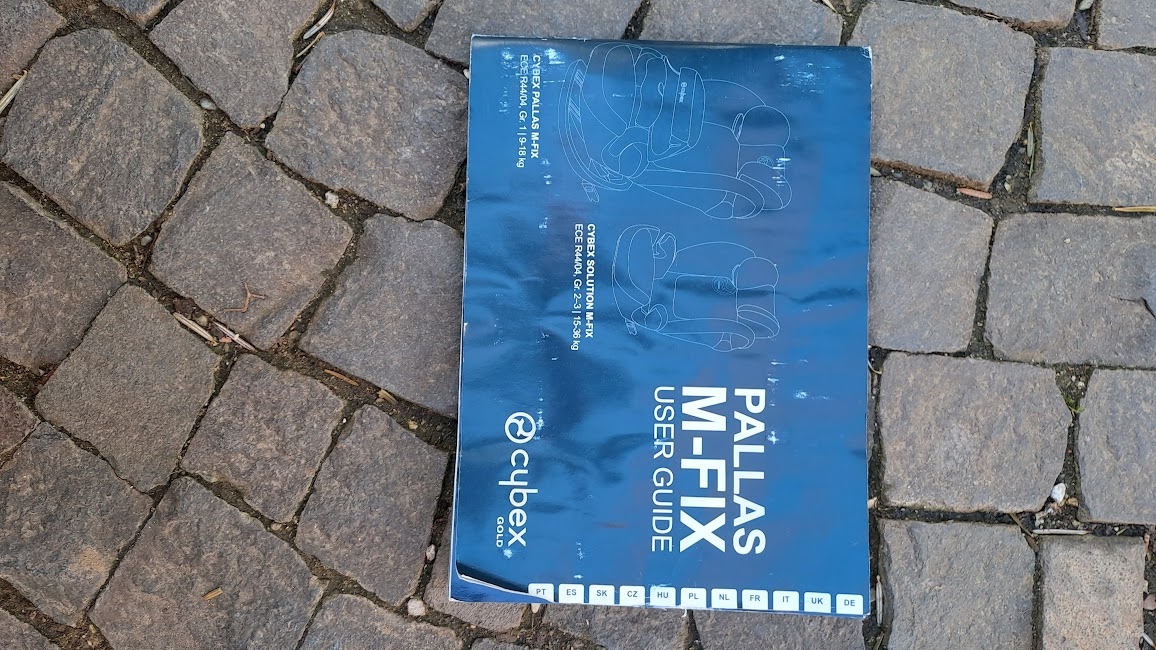 CYBEX PALLAS M-FIX
ECE R44/04, Gr. 1 | 9-18 kg
CYBEX SOLUTION M-FIX
ECE R44/04, Gr. 2-3 | 15-36 kg
PALLAS
M-FIX
USER GUIDE
cybex
GOLD
DE
UK
IT
FR
NL
PL
HU
CZ
SK
ES
PT